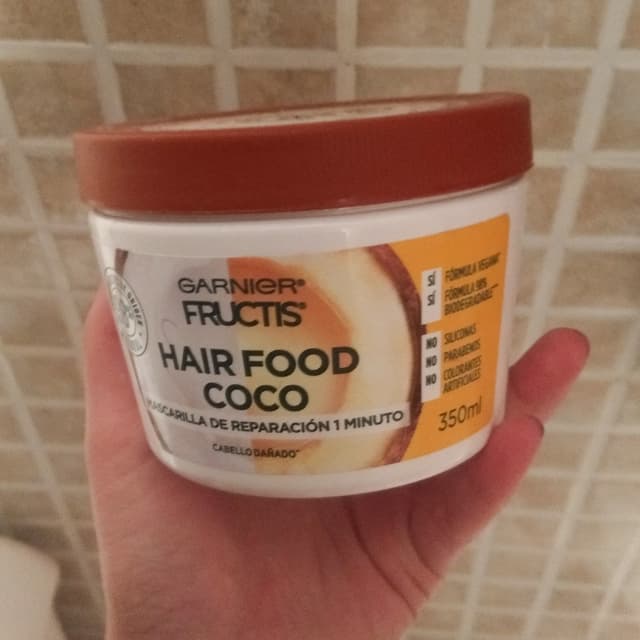 GARNIER®
FRUCTIS®
HAIR FOOD
COCO
MASCARILLA DE REPARACIÓN 1 MINUTO
CABELLO DAÑADO
SÍ FÓRMULA VEGANA
SÍ FÓRMULA 98%
BIODEGRADABLE
NO SILICONAS
NO PARABENOS
NO COLORANTES
ARTIFICIALES
350ml